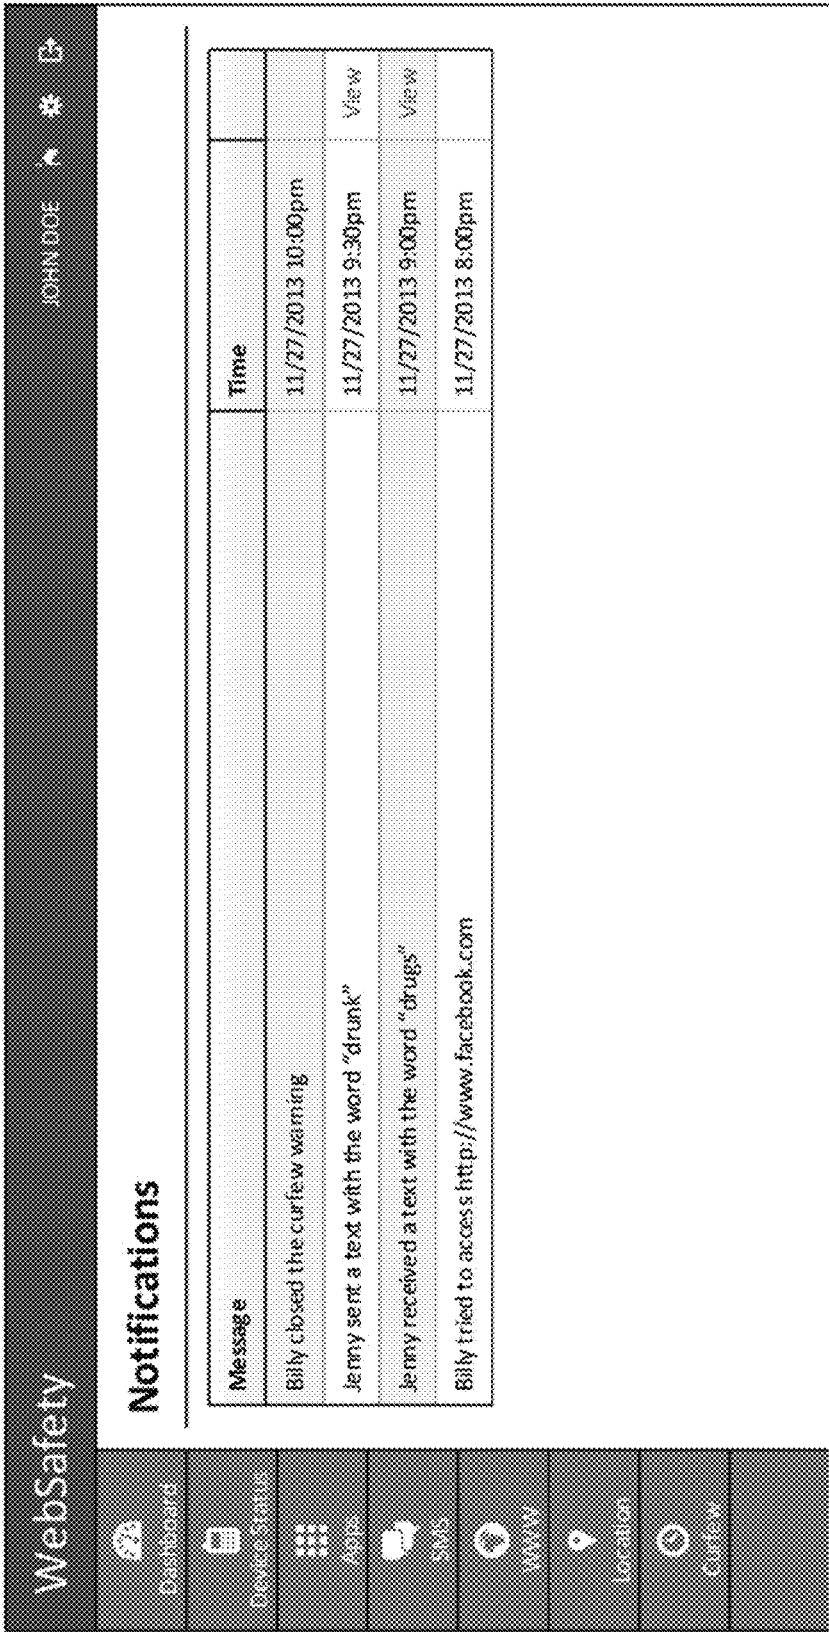 WebSafety
JOHN DOE
Dashboard
Device Status
Apps
SMS
WWW
Location
Curfew
Notifications
Message Time
Billy closed the curfew warning 11/27/2013 10:00pm
Jenny sent a text with the word “drunk” 11/27/2013 9:30pm View
Jenny received a text with the word “drugs” 11/27/2013 9:00pm View
Billy tried to access http://www.facebook.com 11/27/2013 8:00pm